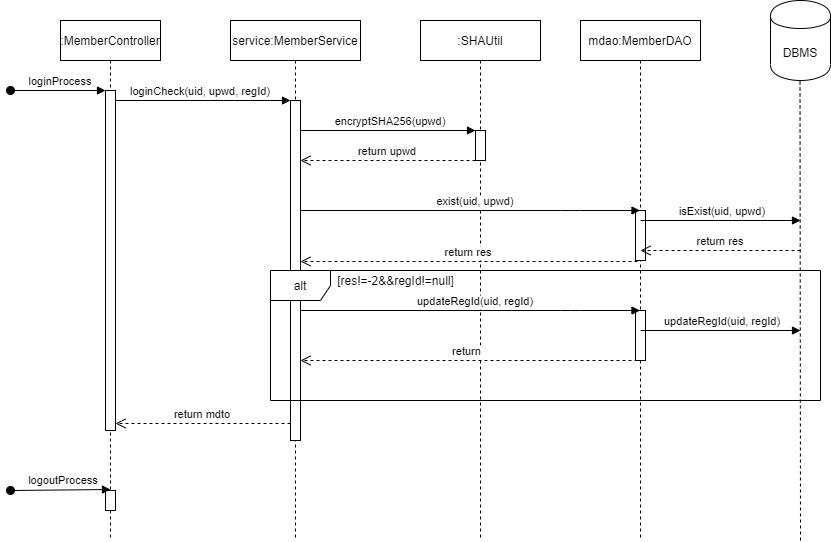 :MemberController
service:MemberService
:SHAUtil
mdao:MemberDAO
DBMS
loginProcess
loginCheck(uid, upwd, regId)
encryptSHA256(upwd)
return upwd
exist(uid, upwd)
isExist(uid, upwd)
return res
return res
alt
[res!=-2&&regId!=null]
updateRegId(uid, regId)
updateRegId(uid, regId)
return
return mdto
logoutProcess